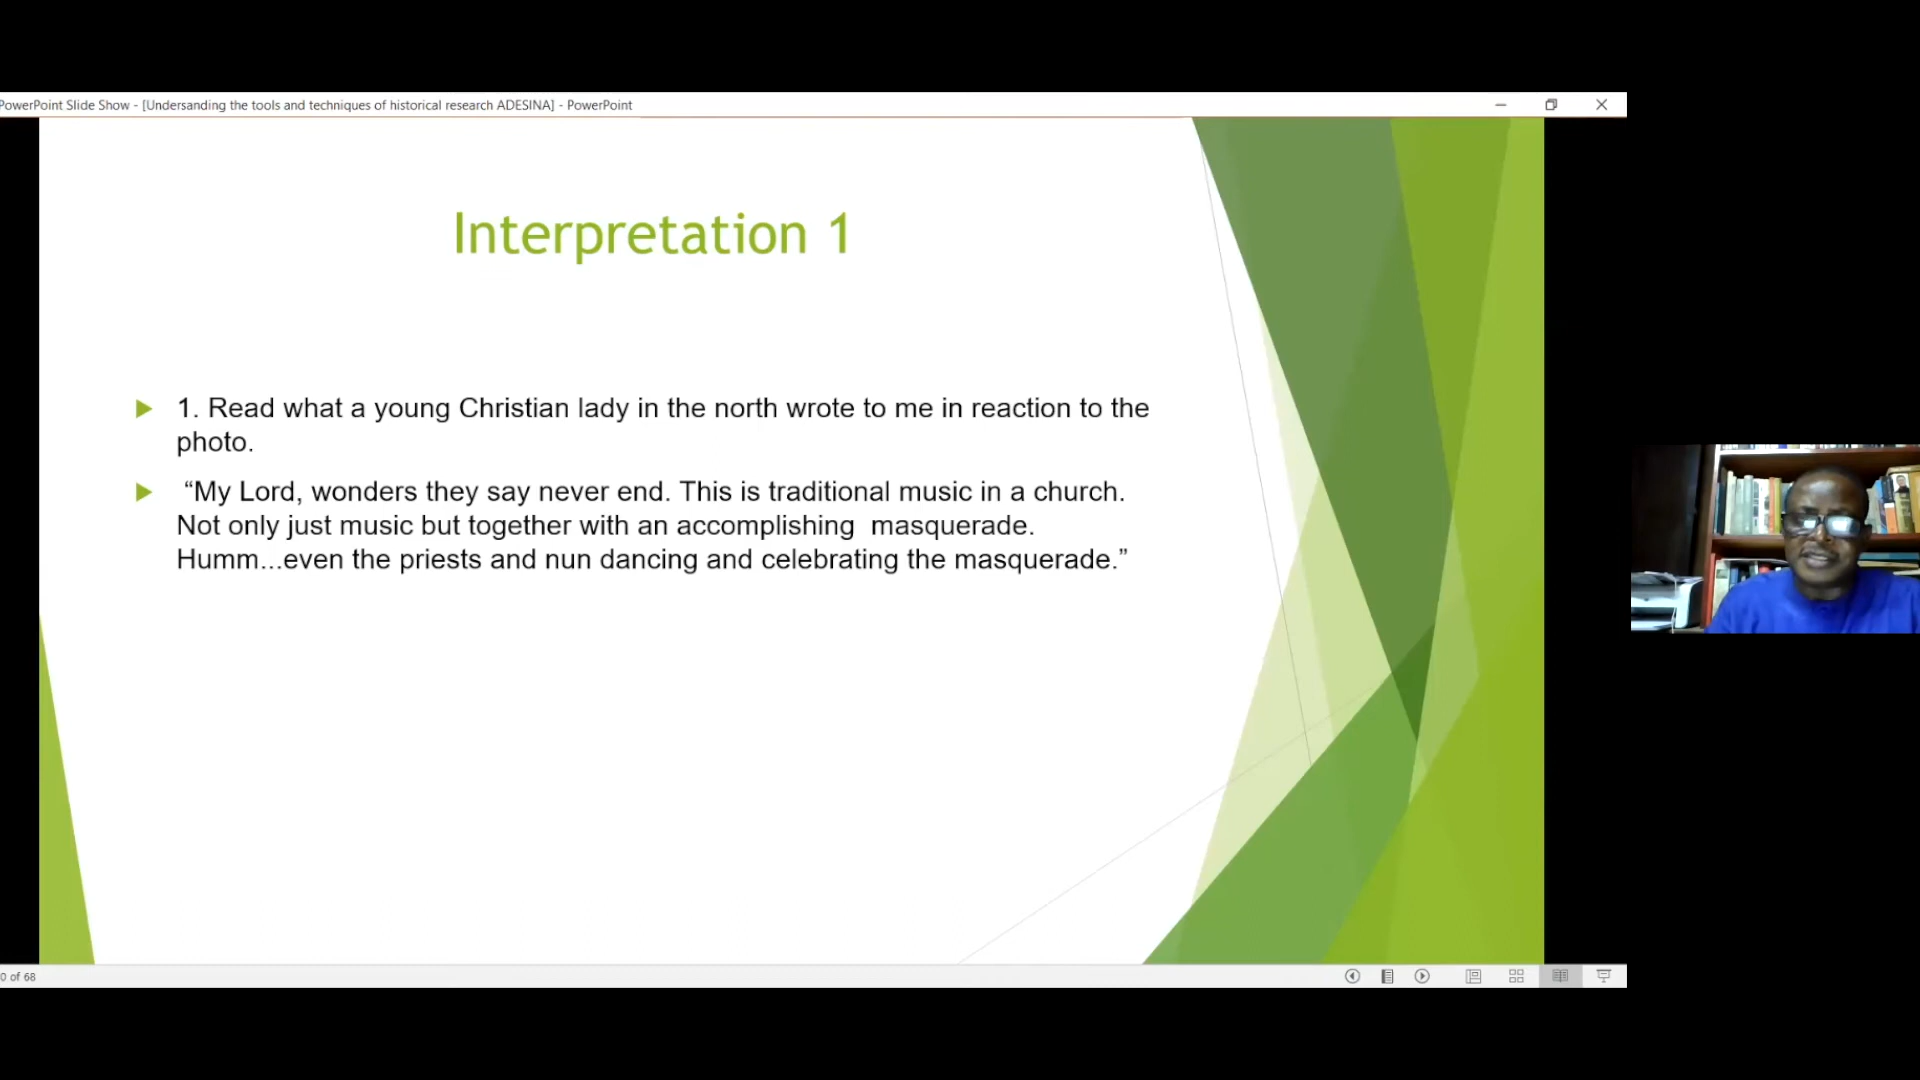 PowerPoint Slide Show - [Undersanding the tools and techniques of historical research ADESINA] - PowerPoint
Interpretation 1
1. Read what a young Christian lady in the north wrote to me in reaction to the
photo.
“My Lord, wonders they say never end. This is traditional music in a church.
Not only just music but together with an accomplishing masquerade.
Humm...even the priests and nun dancing and celebrating the masquerade.”
0 of 68